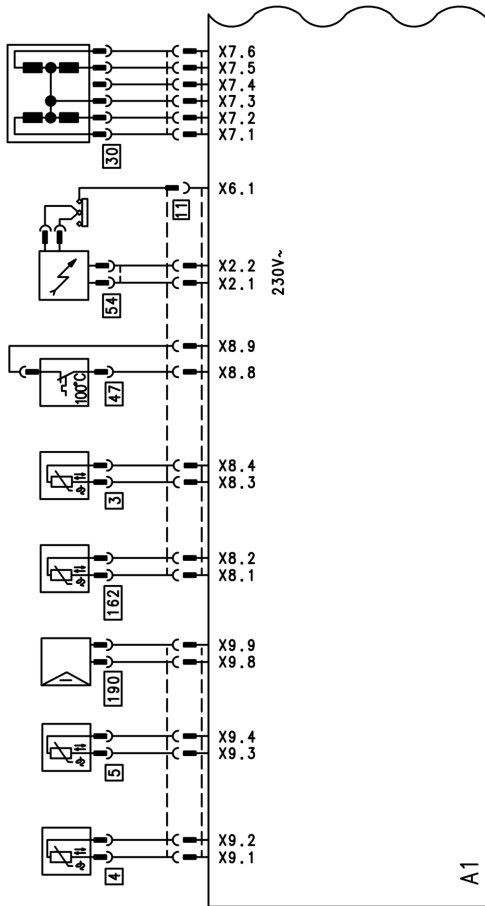 X7.6
X7.5
X7.4
X7.3
X7.2
X7.1
30
X6.1
11
X2.2
X2.1
230V~
54
X8.9
X8.8
100°C
47
X8.4
X8.3
3
X8.2
X8.1
162
X9.9
X9.8
190
X9.4
X9.3
5
X9.2
X9.1
4
A1